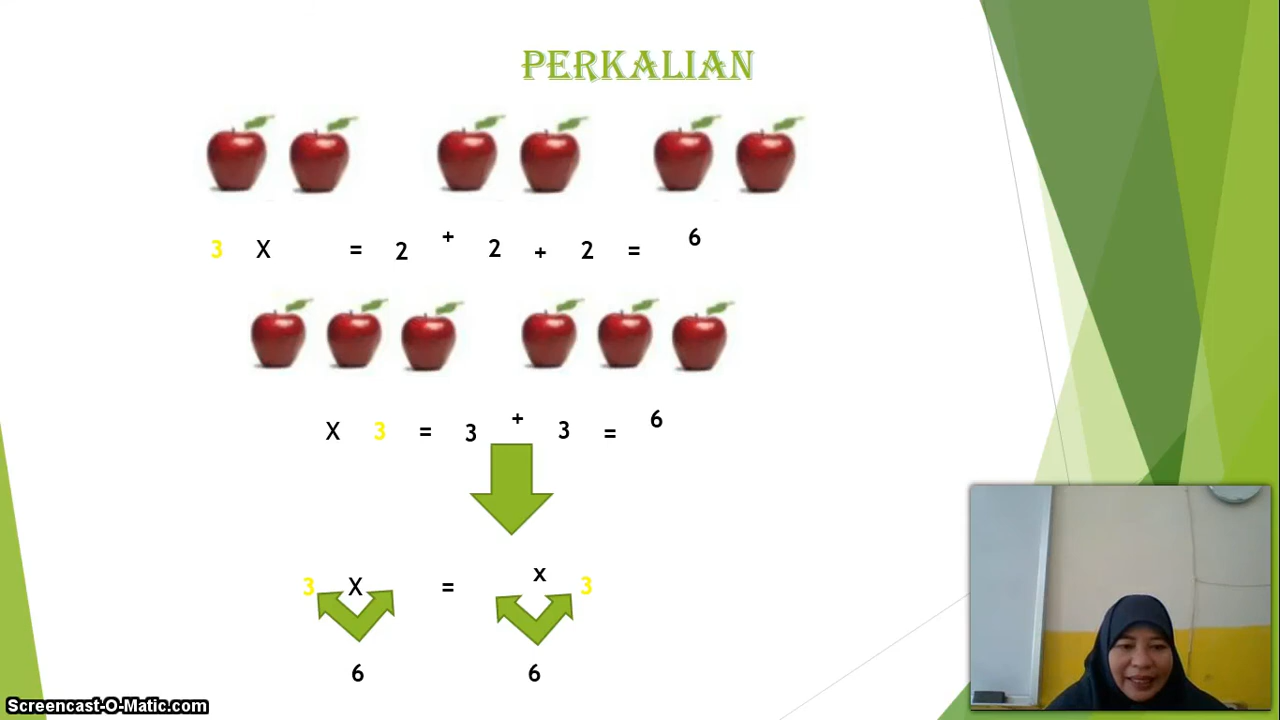 PERKALIAN
3 X = 2 + 2 + 2 = 6
X 3 = 3 + 3 = 6
3 X = x 3
6 6
Screencast-O-Matic.com